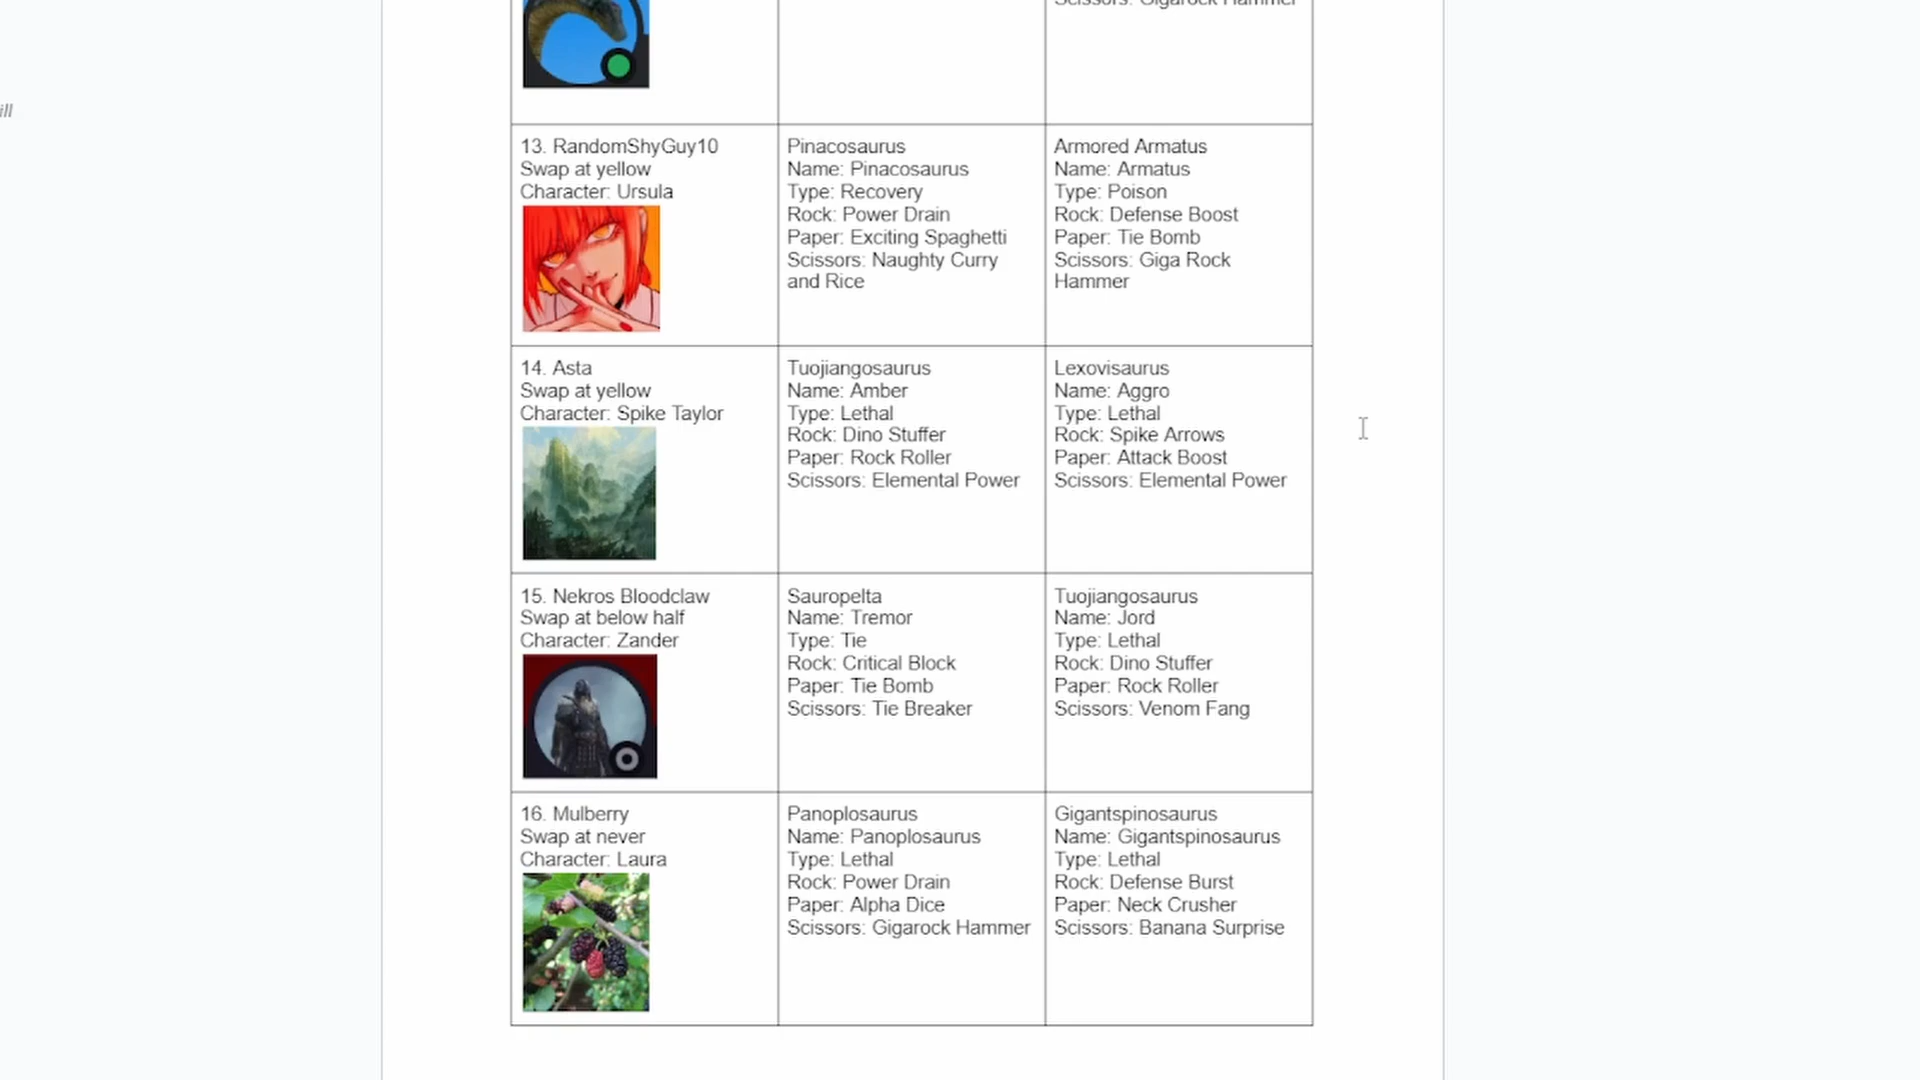 Scissors: Gigarock Hammer
ill
13. RandomShyGuy10
Swap at yellow
Character: Ursula
Pinacosaurus
Name: Pinacosaurus
Type: Recovery
Rock: Power Drain
Paper: Exciting Spaghetti
Scissors: Naughty Curry
and Rice
Armored Armatus
Name: Armatus
Type: Poison
Rock: Defense Boost
Paper: Tie Bomb
Scissors: Giga Rock
Hammer
14. Asta
Swap at yellow
Character: Spike Taylor
Tuojiangosaurus
Name: Amber
Type: Lethal
Rock: Dino Stuffer
Paper: Rock Roller
Scissors: Elemental Power
Lexovisaurus
Name: Aggro
Type: Lethal
Rock: Spike Arrows
Paper: Attack Boost
Scissors: Elemental Power
15. Nekros Bloodclaw
Swap at below half
Character: Zander
Sauropelta
Name: Tremor
Type: Tie
Rock: Critical Block
Paper: Tie Bomb
Scissors: Tie Breaker
Tuojiangosaurus
Name: Jord
Type: Lethal
Rock: Dino Stuffer
Paper: Rock Roller
Scissors: Venom Fang
16. Mulberry
Swap at never
Character: Laura
Panoplosaurus
Name: Panoplosaurus
Type: Lethal
Rock: Power Drain
Paper: Alpha Dice
Scissors: Gigarock Hammer
Gigantspinosaurus
Name: Gigantspinosaurus
Type: Lethal
Rock: Defense Burst
Paper: Neck Crusher
Scissors: Banana Surprise